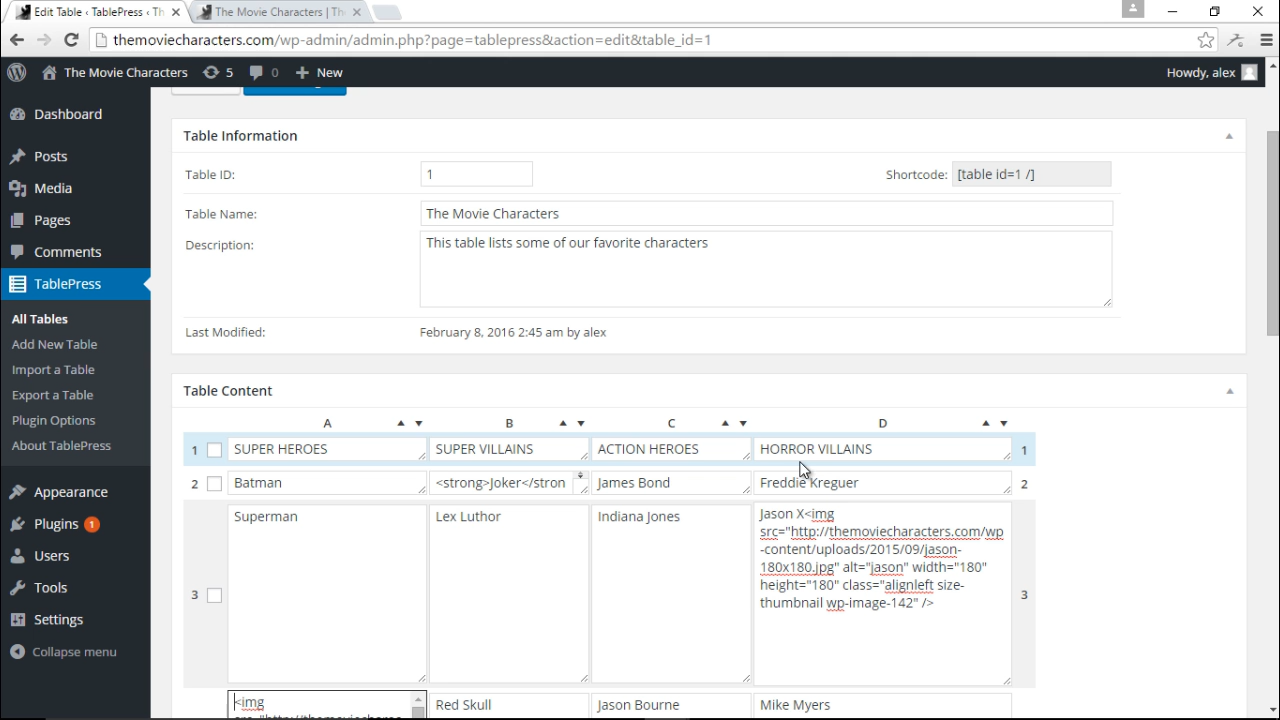 Edit Table ‹ TablePress ‹ Th
The Movie Characters | Th
themoviecharacters.com/wp-admin/admin.php?page=tablepress&action=edit&table_id=1
The Movie Characters 5 0 New
Howdy, alex
Dashboard
Posts
Media
Pages
Comments
TablePress
All Tables
Add New Table
Import a Table
Export a Table
Plugin Options
About TablePress
Appearance
Plugins 1
Users
Tools
Settings
Collapse menu
Table Information
Table ID: 1 Shortcode: [table id=1 /]
Table Name: The Movie Characters
Description: This table lists some of our favorite characters
Last Modified: February 8, 2016 2:45 am by alex
Table Content
A B C D
1 SUPER HEROES SUPER VILLAINS ACTION HEROES HORROR VILLAINS 1
2 Batman <strong>Joker</stron James Bond Freddie Kreguer 2
Superman Lex Luthor Indiana Jones Jason X<img
src="http://themoviecharacters.com/wp
-content/uploads/2015/09/jason-
180x180.jpg" alt="jason" width="180"
height="180" class="alignleft size-
thumbnail wp-image-142" />
3 3
<img Red Skull Jason Bourne Mike Myers